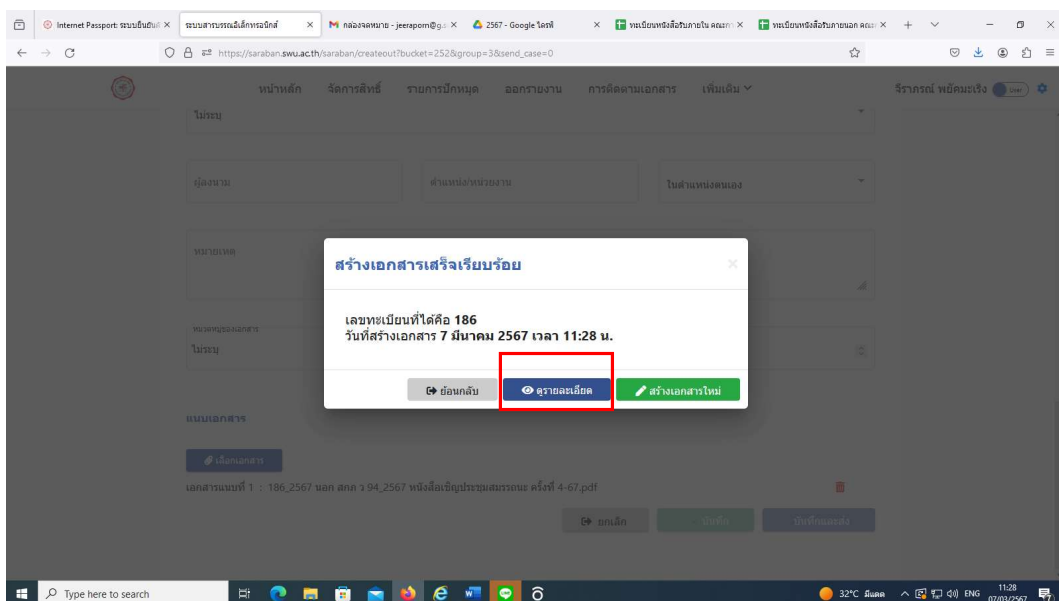 Internet Passport: ระบบยืนยัน
ระบบสารบรรณอิเล็กทรอนิกส์
กล่องจดหมาย - jeeraporn@g.s
2567 - Google ไดรฟ์
ทะเบียนหนังสือรับภายใน คณะกา
ทะเบียนหนังสือรับภายนอก คณะ
https://saraban.swu.ac.th/saraban/createout?bucket=252&group=3&send_case=0
หน้าหลัก จัดการสิทธิ์ รายการปักหมุด ออกรายงาน การติดตามเอกสาร เพิ่มเติม
จีราภรณ์ พยัคมะเริง user
ไม่ระบุ
ผู้ลงนาม ตำแหน่ง/หน่วยงาน ในตำแหน่งตนเอง
หมายเหตุ
สร้างเอกสารเสร็จเรียบร้อย
เลขทะเบียนที่ได้คือ 186
วันที่สร้างเอกสาร 7 มีนาคม 2567 เวลา 11:28 น.
หมวดหมู่ของเอกสาร
ไม่ระบุ
ย้อนกลับ ดูรายละเอียด สร้างเอกสารใหม่
แนบเอกสาร
เลือกเอกสาร
เอกสารแนบที่ 1 : 186_2567 นอก สกก ว 94_2567 หนังสือเชิญประชุมสมรรถนะ ครั้งที่ 4-67.pdf
ยกเลิก บันทึก บันทึกและส่ง
Type here to search
32°C มีแดด
ENG
11:28
07/03/2567